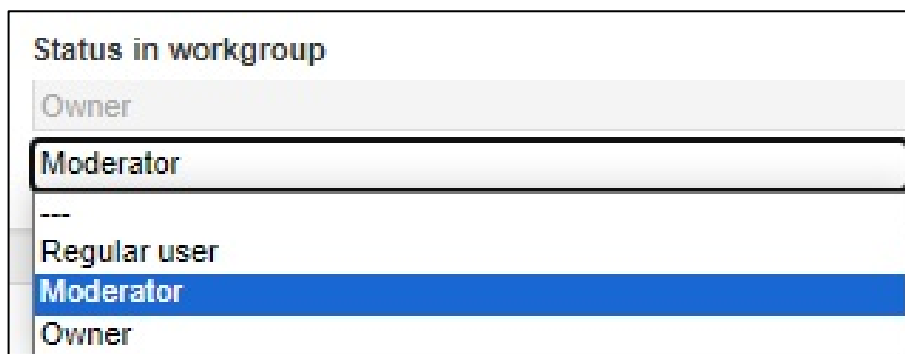 Status in workgroup
Owner
Moderator
---
Regular user
Moderator
Owner